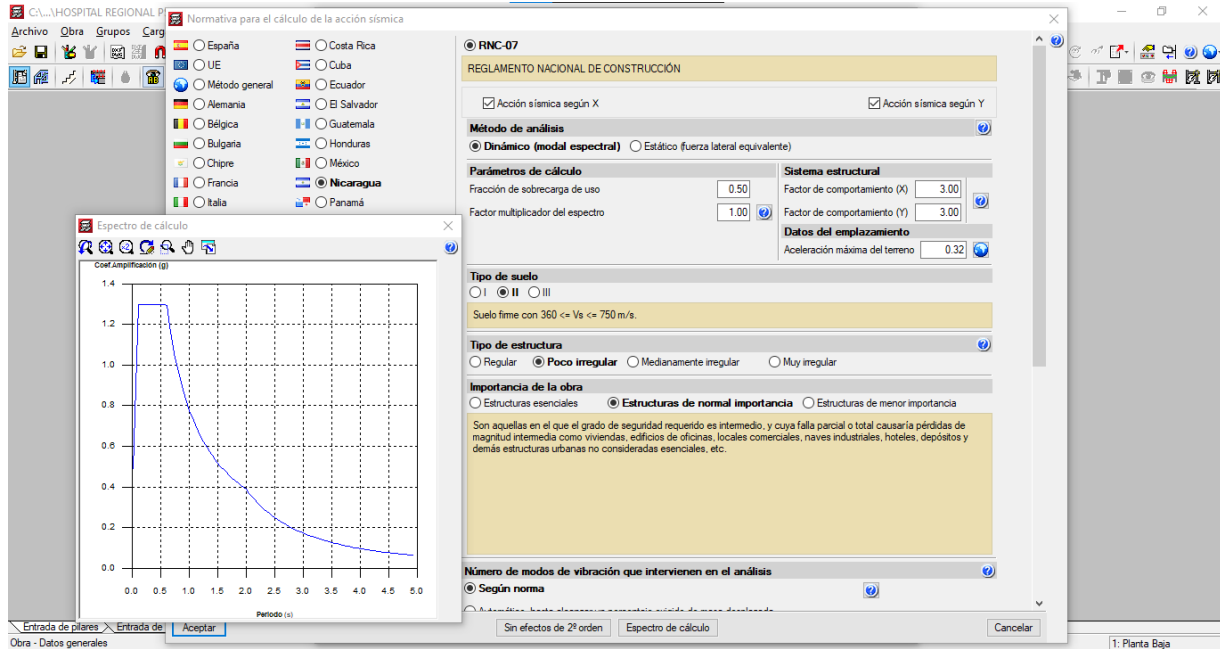 C:\...\HOSPITAL REGIONAL
Archivo Obra Grupos
Normativa para el cálculo de la acción sísmica
España
UE
Método general
Alemania
Bélgica
Bulgaria
Chipre
Francia
Italia
Costa Rica
Cuba
Ecuador
El Salvador
Guatemala
Honduras
México
Nicaragua
Panamá
RNC-07
REGLAMENTO NACIONAL DE CONSTRUCCIÓN
Acción sísmica según X
Acción sísmica según Y
Método de análisis
Dinámico (modal espectral) Estático (fuerza lateral equivalente)
Parámetros de cálculo
Fracción de sobrecarga de uso 0.50
Factor multiplicador del espectro 1.00
Sistema estructural
Factor de comportamiento (X) 3.00
Factor de comportamiento (Y) 3.00
Datos del emplazamiento
Aceleración máxima del terreno 0.32
Tipo de suelo
I II III
Suelo firme con 360 <= Vs <= 750 m/s.
Tipo de estructura
Regular Poco irregular Medianamente irregular Muy irregular
Importancia de la obra
Estructuras esenciales Estructuras de normal importancia Estructuras de menor importancia
Son aquellas en el que el grado de seguridad requerido es intermedio, y cuya falla parcial o total causaría pérdidas de
magnitud intermedia como viviendas, edificios de oficinas, locales comerciales, naves industriales, hoteles, depósitos y
demás estructuras urbanas no consideradas esenciales, etc.
Número de modos de vibración que intervienen en el análisis
Según norma
Espectro de cálculo
Coef.Amplificación (g)
1.4
1.2
1.0
0.8
0.6
0.4
0.2
0.0
0.0 0.5 1.0 1.5 2.0 2.5 3.0 3.5 4.0 4.5 5.0
Periodo (s)
Aceptar
Sin efectos de 2º orden
Espectro de cálculo
Cancelar
Entrada de pilares Entrada de
Obra - Datos generales
1: Planta Baja